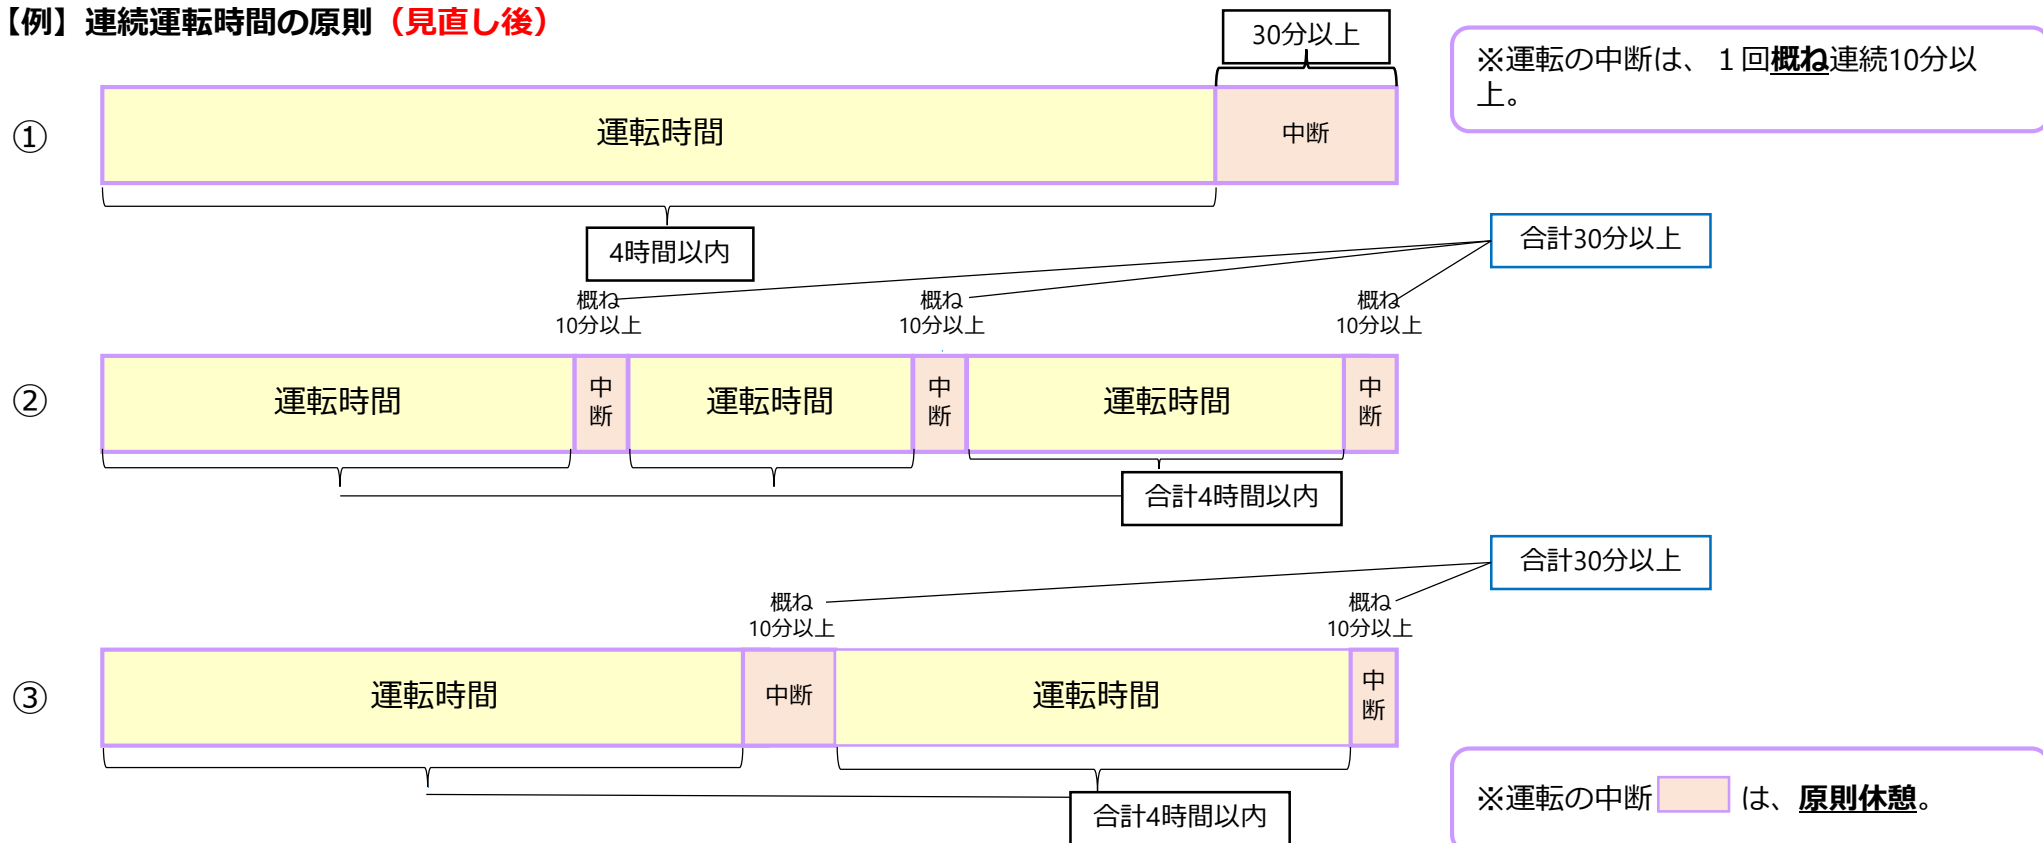 【例】連続運転時間の原則（見直し後）
30分以上
※運転の中断は、１回概ね連続10分以
上。
①
運転時間
中断
4時間以内
合計30分以上
概ね
10分以上
概ね
10分以上
概ね
10分以上
②
運転時間
中
断
運転時間
中
断
運転時間
中
断
合計4時間以内
合計30分以上
概ね
10分以上
概ね
10分以上
③
運転時間
中断
運転時間
中
断
合計4時間以内
※運転の中断 は、原則休憩。